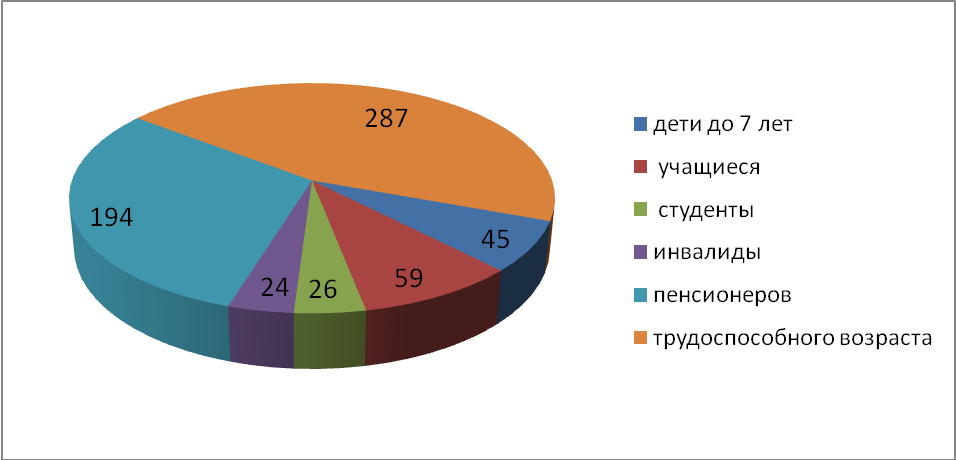 287
194
45
59
24
26
дети до 7 лет
учащиеся
студенты
инвалиды
пенсионеров
трудоспособного возраста